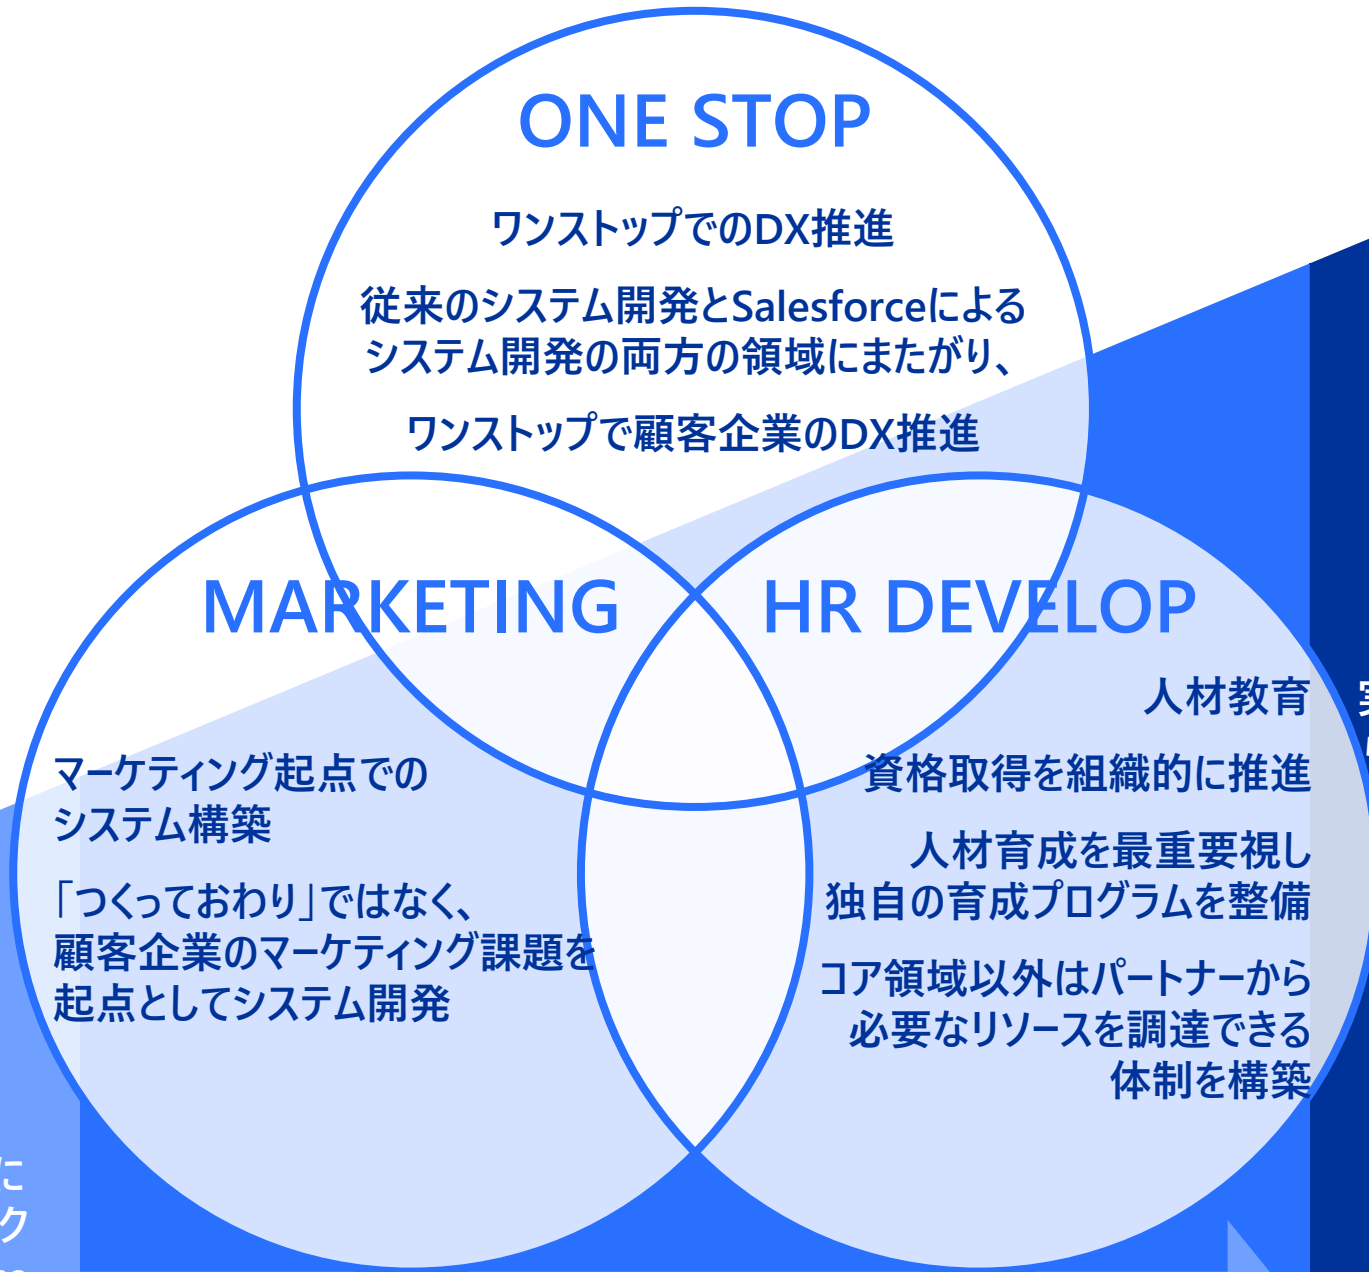 ONE STOP
ワンストップでのDX推進
従来のシステム開発とSalesforceによる
システム開発の両方の領域にまたがり、
ワンストップで顧客企業のDX推進
MARKETING
マーケティング起点での
システム構築
「つくっておわり」ではなく、
顧客企業のマーケティング課題を
起点としてシステム開発
HR DEVELOP
人材教育
資格取得を組織的に推進
人材育成を最重要視し
独自の育成プログラムを整備
コア領域以外はパートナーから
必要なリソースを調達できる
体制を構築
に
ク